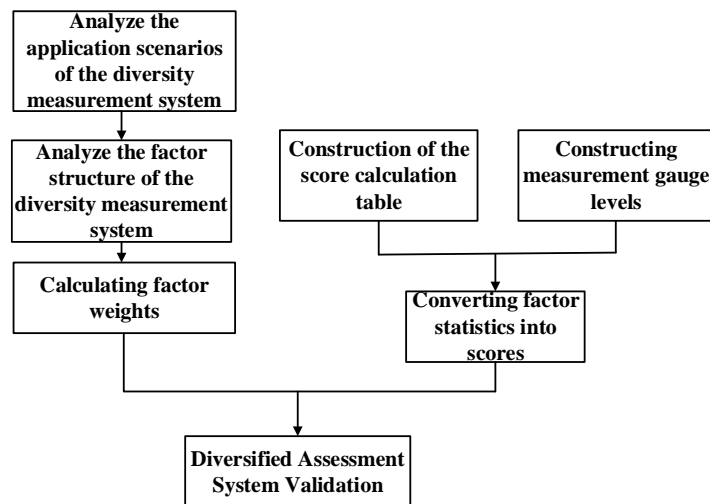 Analyze the
application scenarios
of the diversity
measurement system
Analyze the factor
structure of the
diversity measurement
system
Calculating factor
weights
Construction of the
score calculation
table
Constructing
measurement gauge
levels
Converting factor
statistics into
scores
Diversified Assessment
System Validation